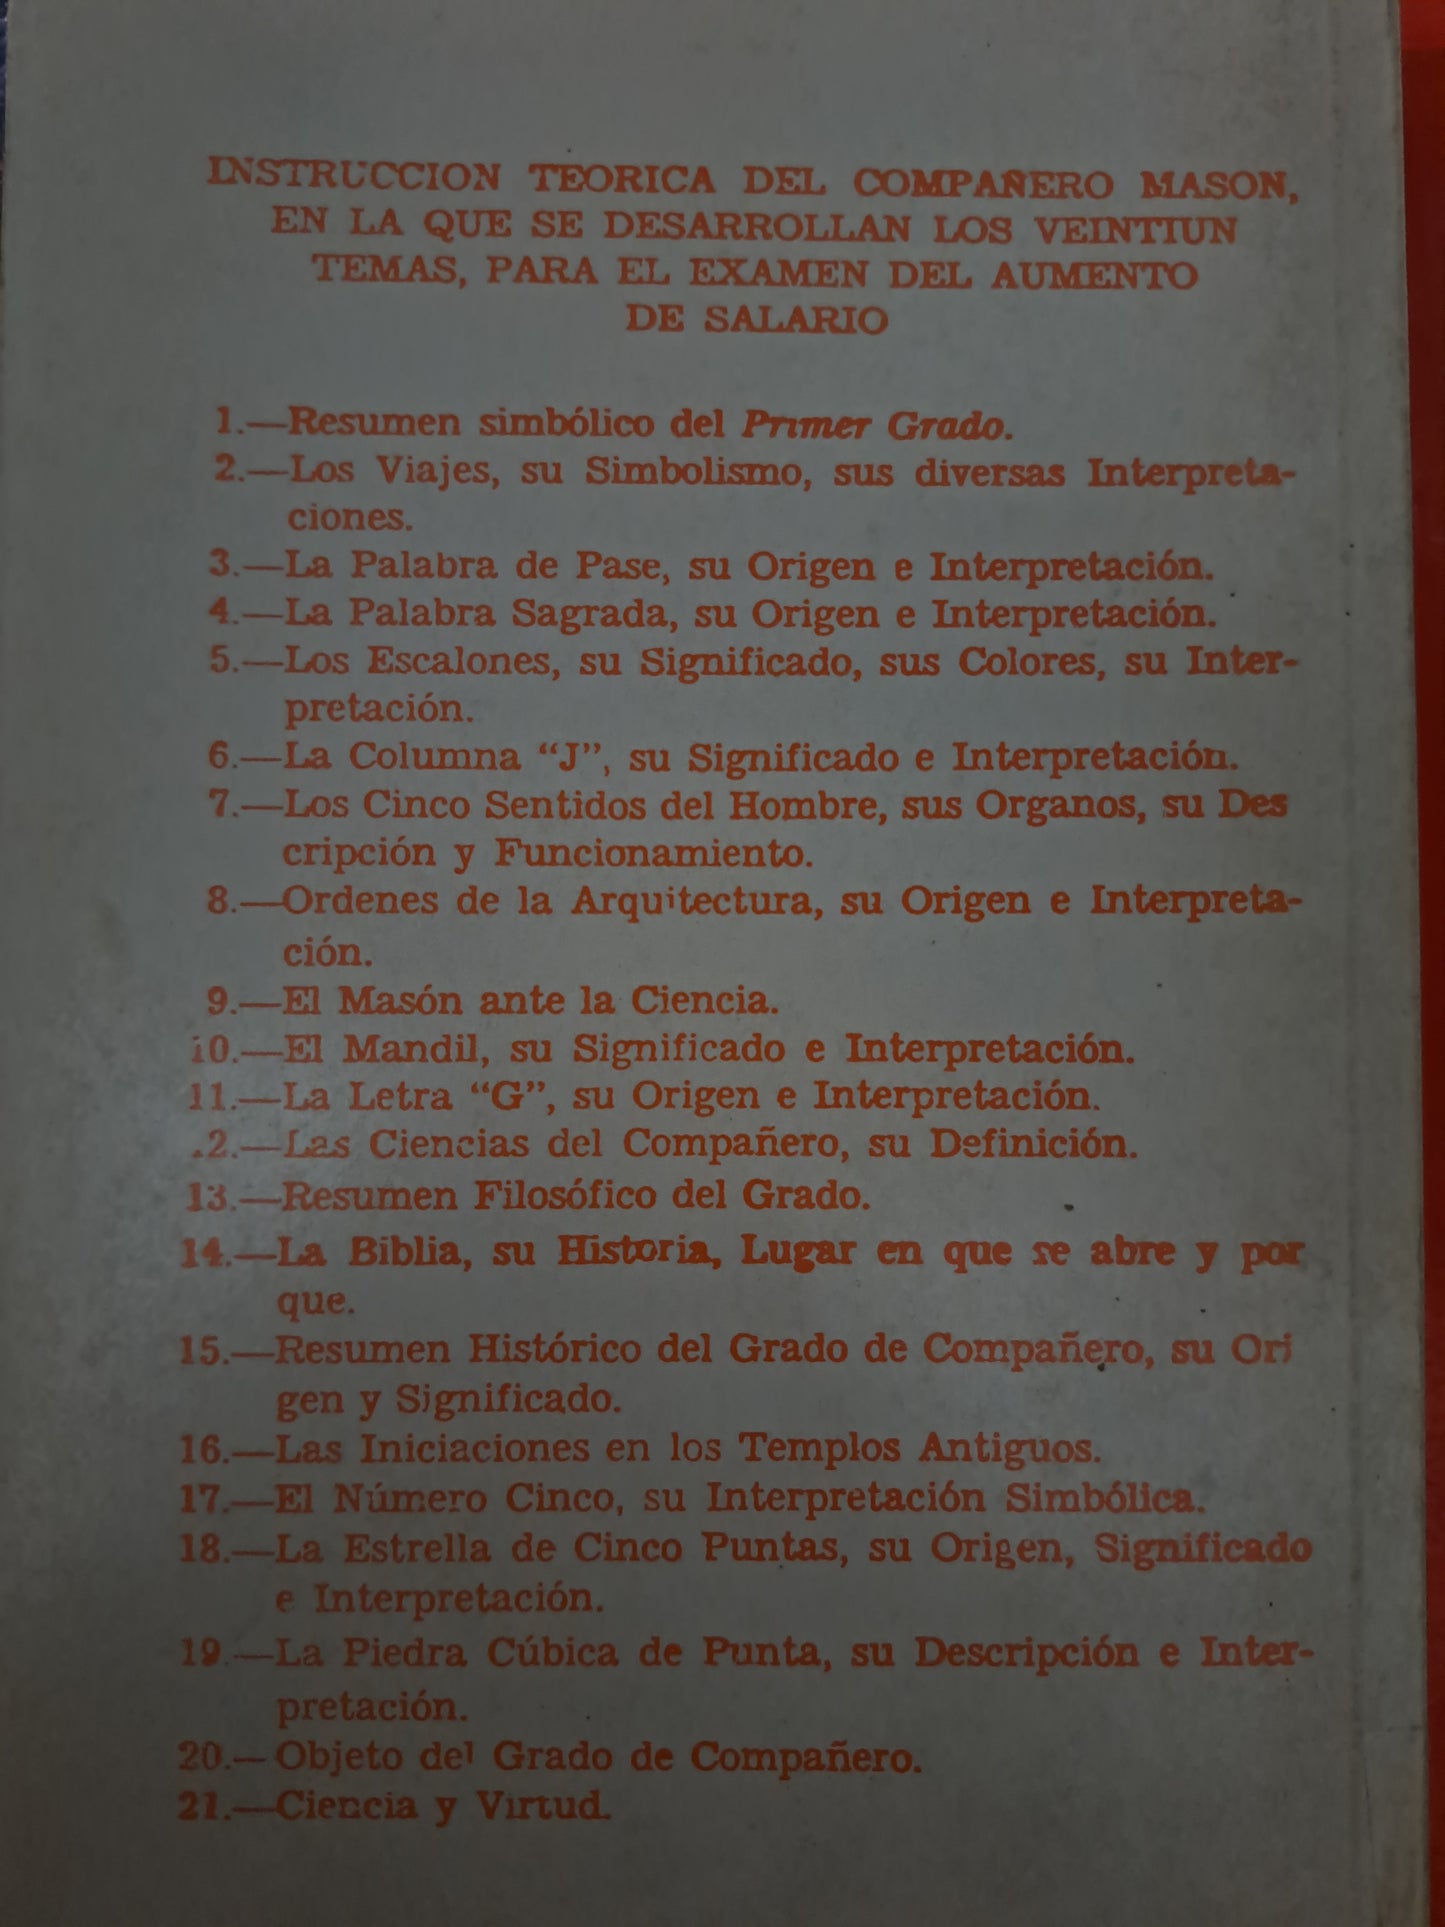 INSTRUCCION TEORICA DEL COMPAÑERO MASON,
EN LA QUE SE DESARROLLAN LOS VEINTIUN
TEMAS, PARA EL EXAMEN DEL AUMENTO
DE SALARIO
1.—Resumen simbólico del Primer Grado.
2.—Los Viajes, su Simbolismo, sus diversas Interpreta-
ciones.
3.—La Palabra de Pase, su Origen e Interpretación.
4.—La Palabra Sagrada, su Origen e Interpretación.
5.—Los Escalones, su Significado, sus Colores, su Inter-
pretación.
6.—La Columna “J”, su Significado e Interpretación.
7.—Los Cinco Sentidos del Hombre, sus Organos, su Des
cripción y Funcionamiento.
8.—Ordenes de la Arquitectura, su Origen e Interpreta-
ción.
9.—El Masón ante la Ciencia.
10.—El Mandil, su Significado e Interpretación.
11.—La Letra “G”, su Origen e Interpretación.
.2.—Las Ciencias del Compañero, su Definición.
13.—Resumen Filosófico del Grado.
14.—La Biblia, su Historia, Lugar en que se abre y por
que.
15.—Resumen Histórico del Grado de Compañero, su Ori
gen y Significado.
16.—Las Iniciaciones en los Templos Antiguos.
17.—El Número Cinco, su Interpretación Simbólica.
18.—La Estrella de Cinco Puntas, su Origen, Significado
e Interpretación.
19.—La Piedra Cúbica de Punta, su Descripción e Inter-
pretación.
20.—Objeto del Grado de Compañero.
21.—Ciencia y Virtud.